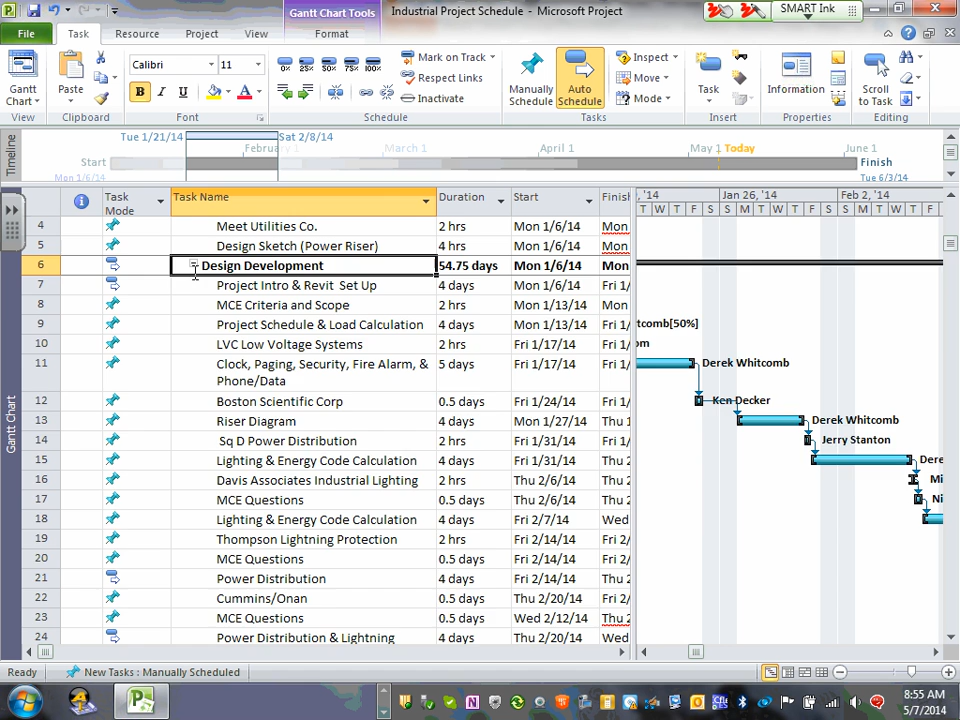 Gantt Chart Tools
Industrial Project Schedule - Microsoft Project
SMART Ink
File
Task
Resource
Project
View
Format
Gantt Chart
View
Paste
Clipboard
Calibri 11
B I U A
Font
0% 25% 50% 75% 100%
Mark on Track
Respect Links
Inactivate
Schedule
Manually Schedule
Auto Schedule
Inspect
Move
Mode
Tasks
Task
Insert
Information
Properties
Scroll to Task
Editing
Timeline
Tue 1/21/14
Sat 2/8/14
February 1
March 1
April 1
May 1
Today
June 1
Start
Mon 1/6/14
Finish
Tue 6/3/14
Task Mode
Task Name
Duration
Start
Finish
, '14
Jan 26, '14
Feb 2, '14
T W T F S S M T W T F S S M T W T F
4 Meet Utilities Co. 2 hrs Mon 1/6/14 Mon
5 Design Sketch (Power Riser) 4 hrs Mon 1/6/14 Mon
6 Design Development 54.75 days Mon 1/6/14 Mon
7 Project Intro & Revit Set Up 4 days Mon 1/6/14 Fri 1/
8 MCE Criteria and Scope 2 hrs Mon 1/13/14 Mon
9 Project Schedule & Load Calculation 4 days Mon 1/13/14 Fri 1/
tcomb[50%]
10 LVC Low Voltage Systems 2 hrs Fri 1/17/14 Fri 1/
om
11 Clock, Paging, Security, Fire Alarm, & 5 days Fri 1/17/14 Fri 1/
Derek Whitcomb
Phone/Data
12 Boston Scientific Corp 0.5 days Fri 1/24/14 Fri 1/
Ken Decker
13 Riser Diagram 4 days Mon 1/27/14 Thu 1
Derek Whitcomb
14 Sq D Power Distribution 2 hrs Fri 1/31/14 Fri 1/
Jerry Stanton
15 Lighting & Energy Code Calculation 4 days Fri 1/31/14 Thu 2
Dere
16 Davis Associates Industrial Lighting 2 hrs Thu 2/6/14 Thu 2
Mi
17 MCE Questions 0.5 days Thu 2/6/14 Fri 2/
Ni
18 Lighting & Energy Code Calculation 4 days Fri 2/7/14 Wed
19 Thompson Lightning Protection 2 hrs Fri 2/7/14 Fri 2/
20 MCE Questions 0.5 days Fri 2/7/14 Fri 2/
21 Power Distribution 4 days Fri 2/14/14 Thu 2
22 Cummins/Onan 0.5 days Thu 2/20/14 Fri 2/
23 MCE Questions 0.5 days Wed 2/12/14 Thu 2
24 Power Distribution & Lightning 4 days Thu 2/20/14 Wed
Gantt Chart
Ready
New Tasks : Manually Scheduled
8:55 AM
5/7/2014